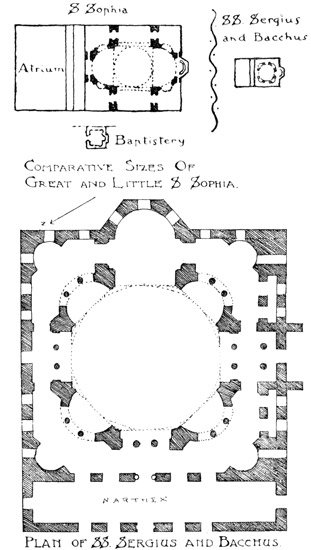 S Sophia
SS. Sergius
and Bacchus
Atrium
Baptistery
Comparative Sizes Of
Great and Little S Sophia.
Narthex
Plan of SS. Sergius and Bacchus.